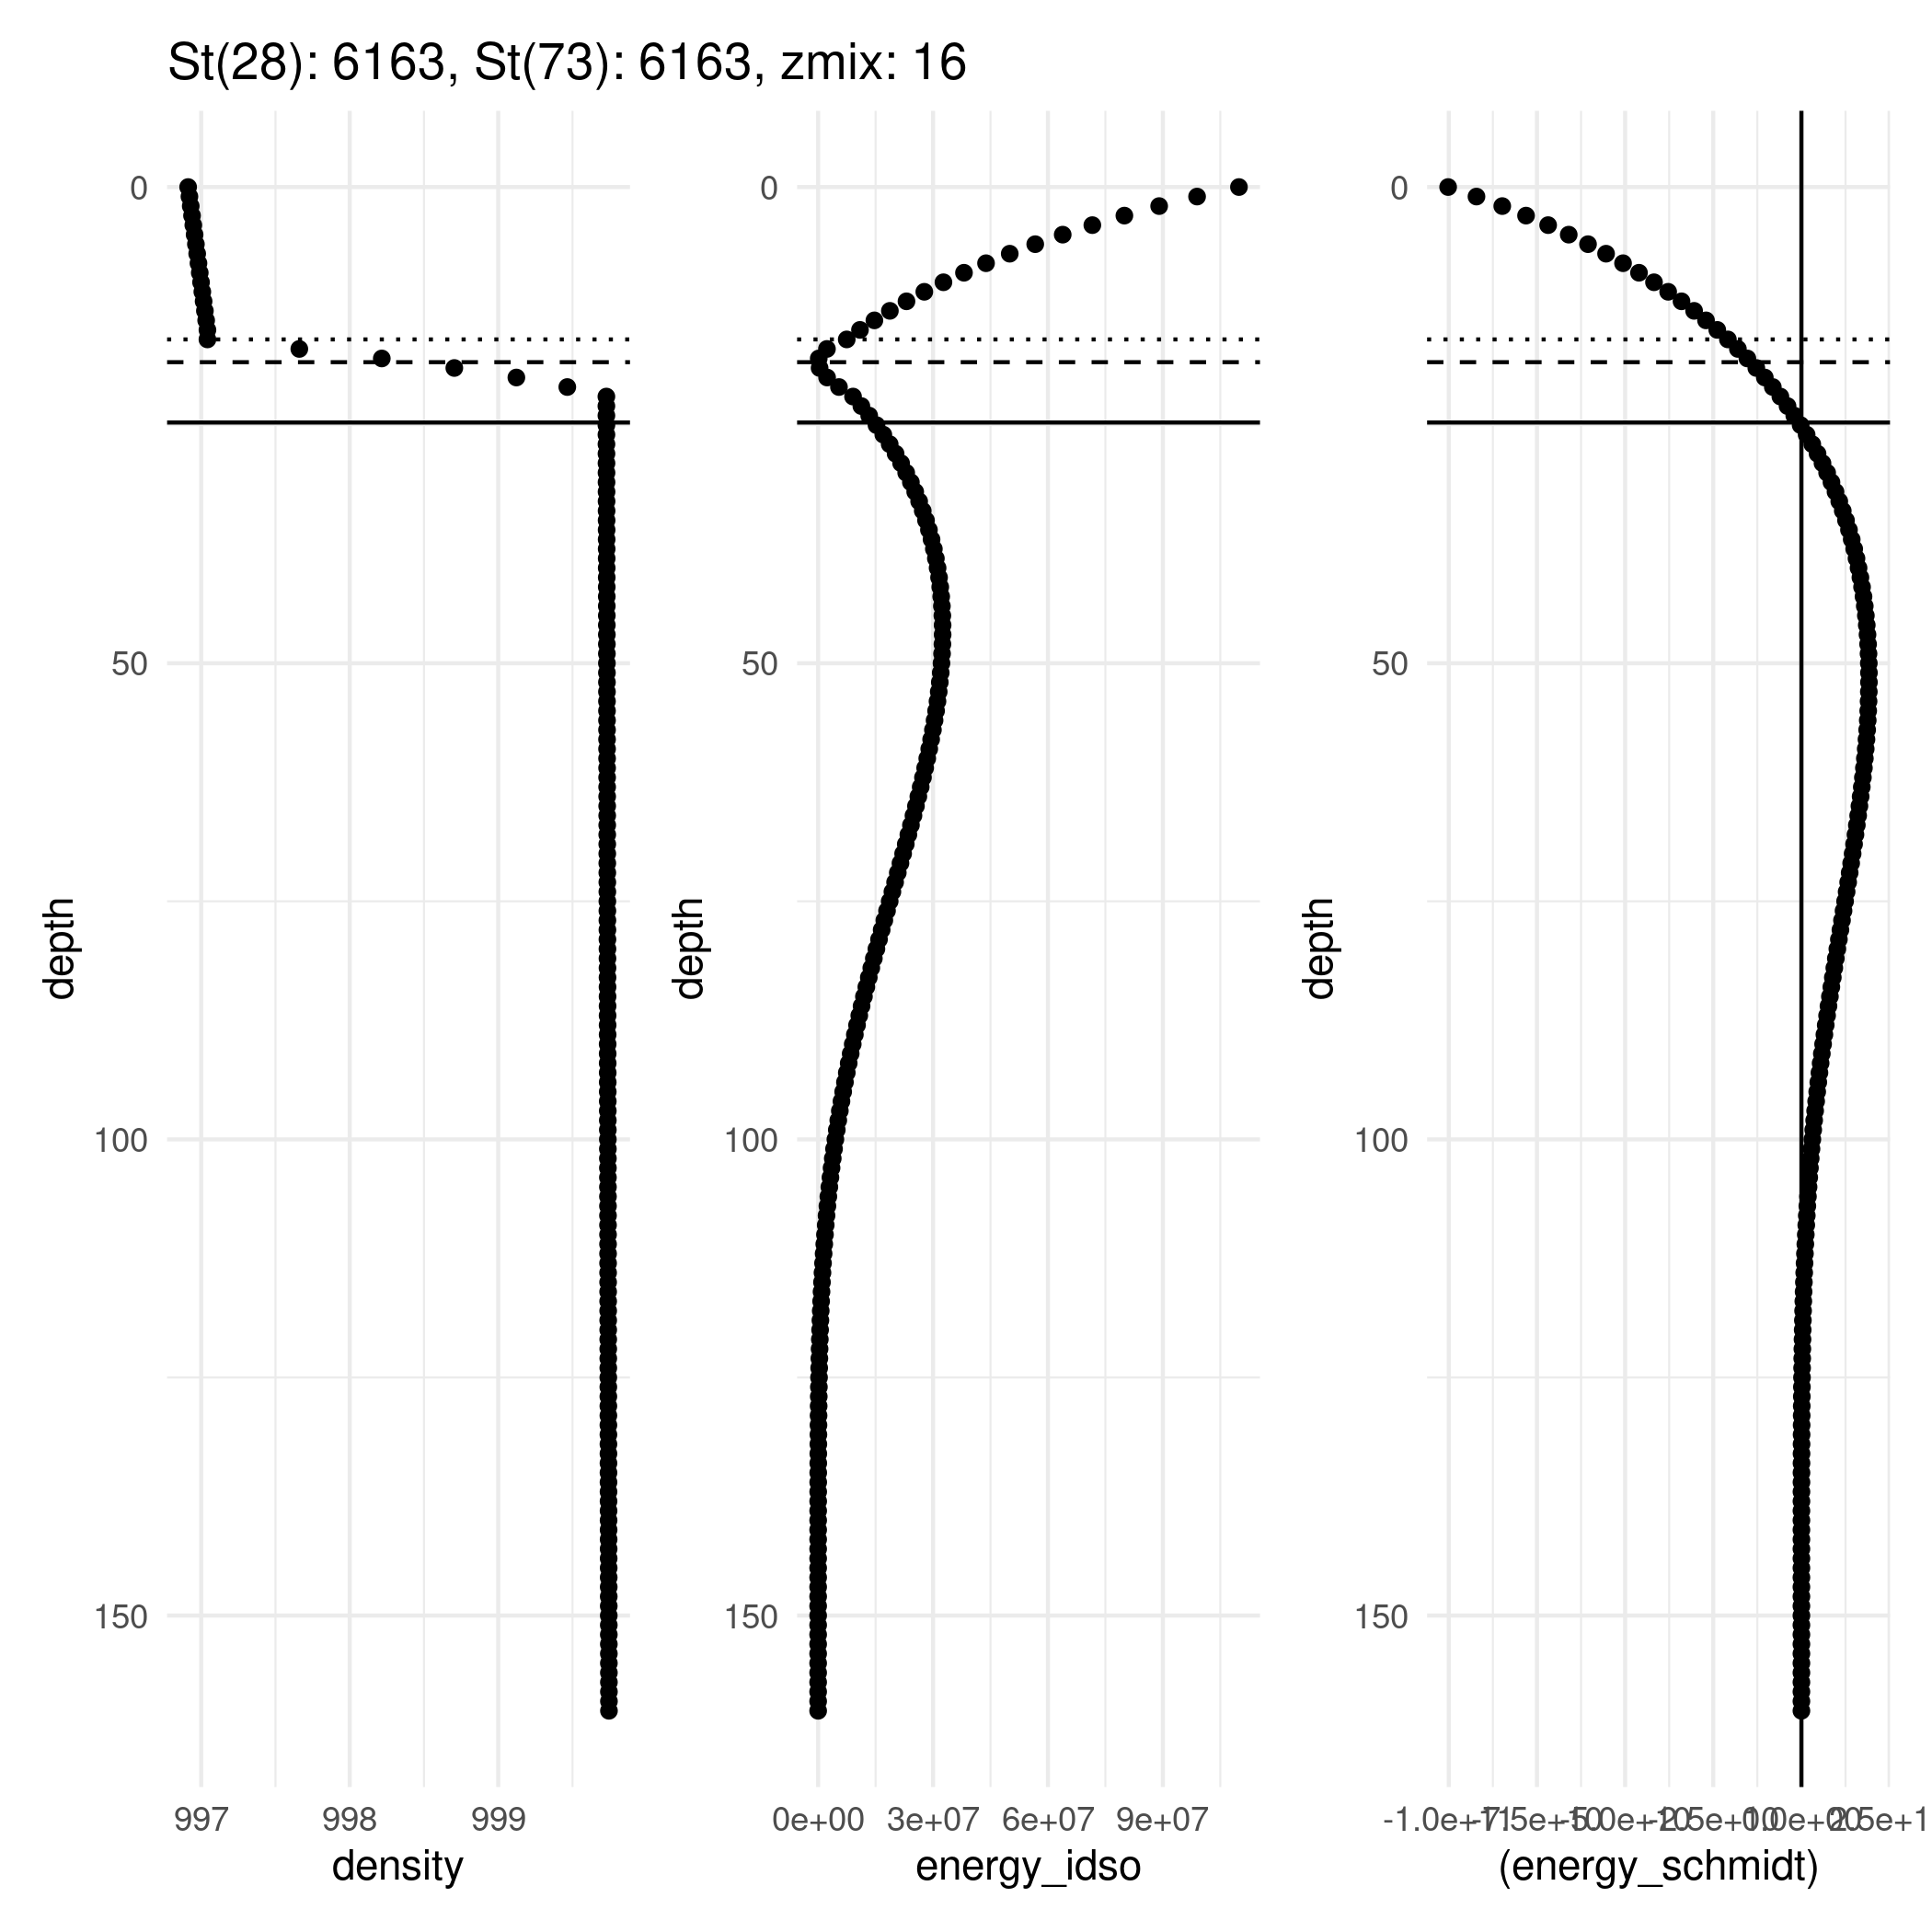 St(28): 6163, St(73): 6163, zmix: 16
0
50
100
150
depth
997 998 999
density
0
50
100
150
depth
0e+00 3e+07 6e+07 9e+07
energy_idso
0
50
100
150
depth
(energy_schmidt)